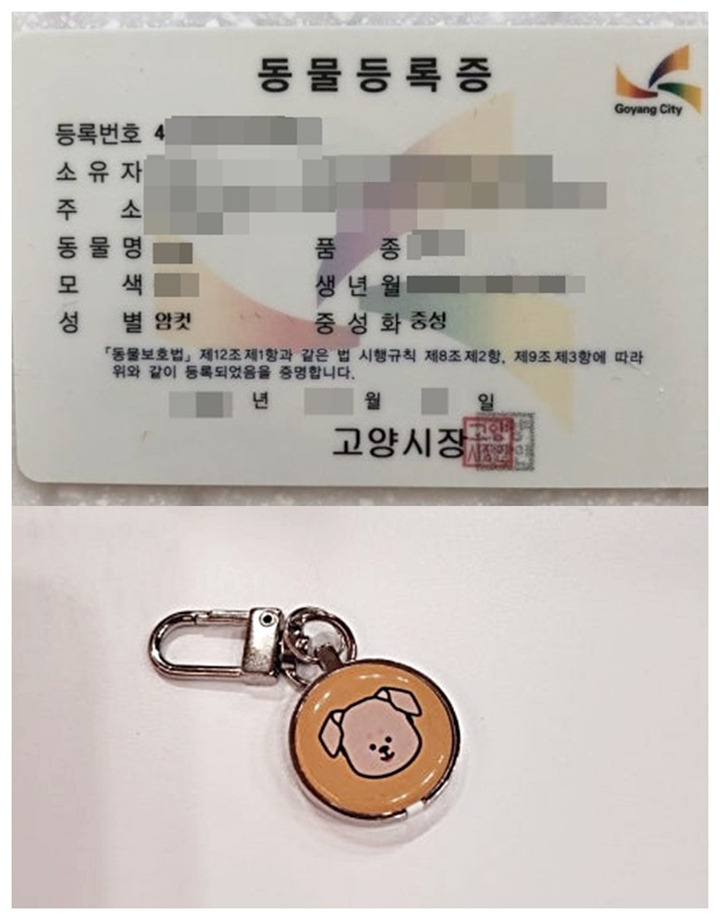 동물등록증
Goyang City
등록번호 4
소유자
주소
동물명 품종
모색 생년월
성별 암컷 중성화 중성
「동물보호법」 제12조제1항과 같은 법 시행규칙 제8조제2항, 제9조제3항에 따라
위와 같이 등록되었음을 증명합니다.
년 월 일
고양시장